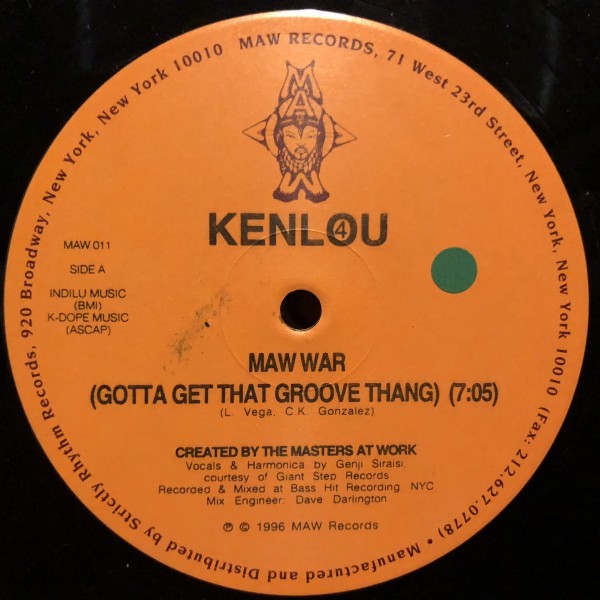 MAW RECORDS, 71 West 23rd Street, New York, New York 10010 (Fax: 212.627.0778) • Manufactured and Distributed by Strictly Rhythm Records, 920 Broadway, New York, New York 10010
MAW
KENLOU
4
MAW 011
SIDE A
INDILU MUSIC
(BMI)
K-DOPE MUSIC
(ASCAP)
MAW WAR
(GOTTA GET THAT GROOVE THANG) (7:05)
(L. Vega, C.K. Gonzalez)
CREATED BY THE MASTERS AT WORK
Vocals & Harmonica by Genji Siraisi,
courtesy of Giant Step Records
Recorded & Mixed at Bass Hit Recording, NYC
Mix Engineer: Dave Darlington
℗ © 1996 MAW Records